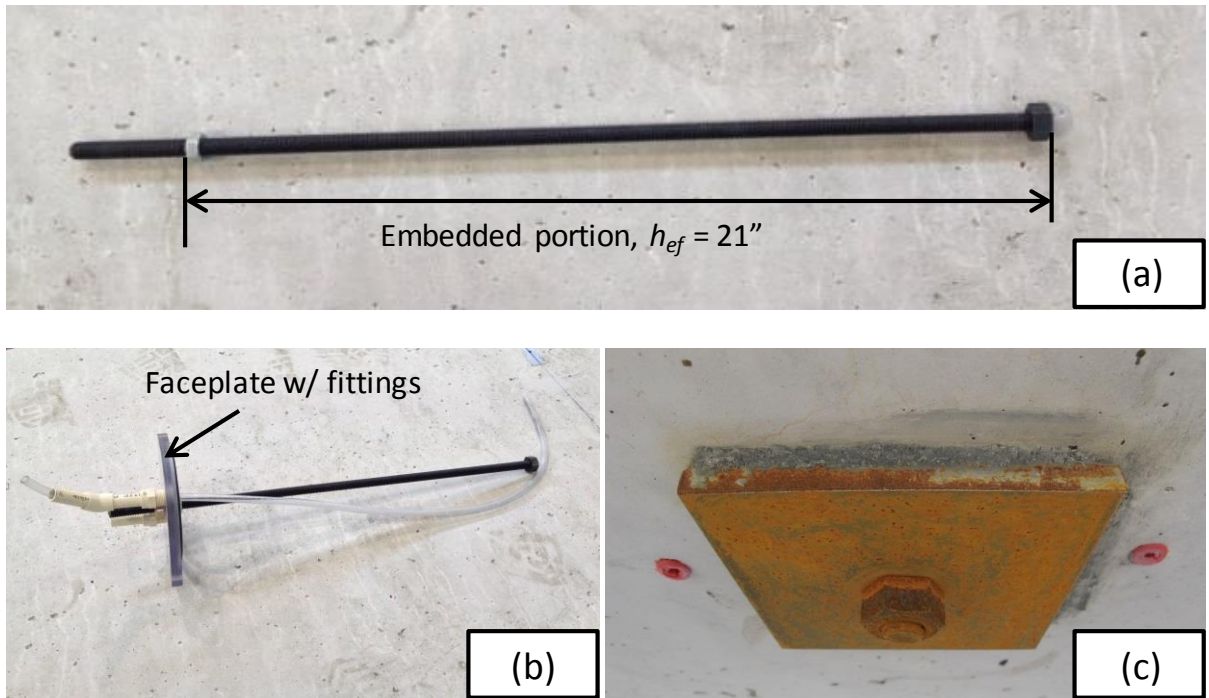 Embedded portion, hef = 21”
(a)
Faceplate w/ fittings
(b)
(c)